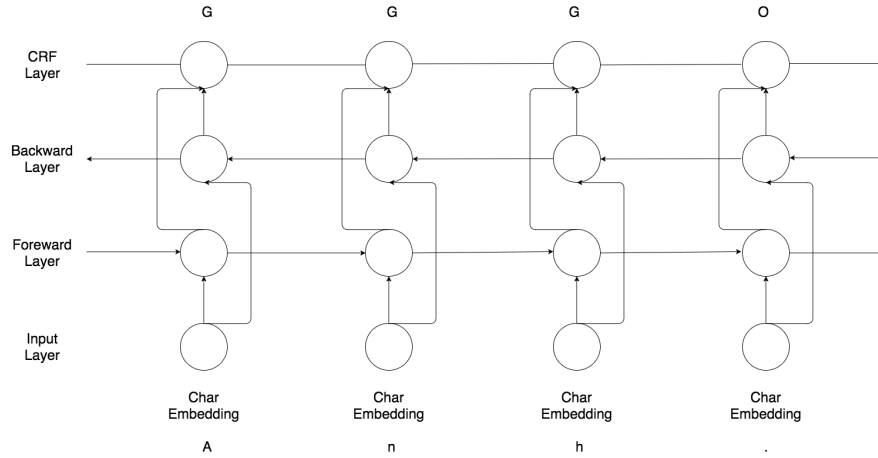 G G G O
CRF
Layer
Backward
Layer
Foreward
Layer
Input
Layer
Char Char Char Char
Embedding Embedding Embedding Embedding
A n h .